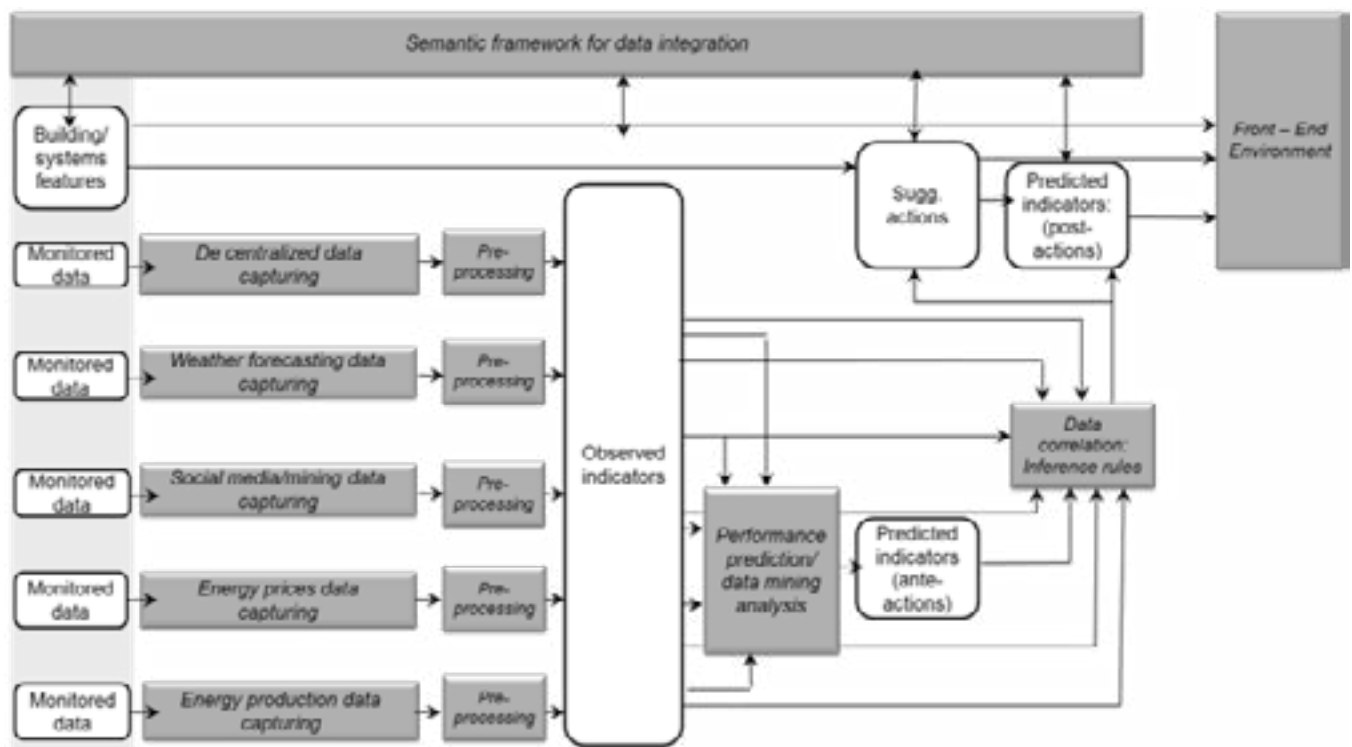 Semantic framework for data integration
Front – End
Environment
Building/
systems
features
Sugg.
actions
Predicted
indicators:
(post-
actions)
Monitored
data
De centralized data
capturing
Pre-
processing
Monitored
data
Weather forecasting data
capturing
Pre-
processing
Observed
indicators
Data
correlation:
Inference rules
Monitored
data
Social media/mining data
capturing
Pre-
processing
Performance
prediction/
data mining
analysis
Predicted
indicators
(ante-
actions)
Monitored
data
Energy prices data
capturing
Pre-
processing
Monitored
data
Energy production data
capturing
Pre-
processing